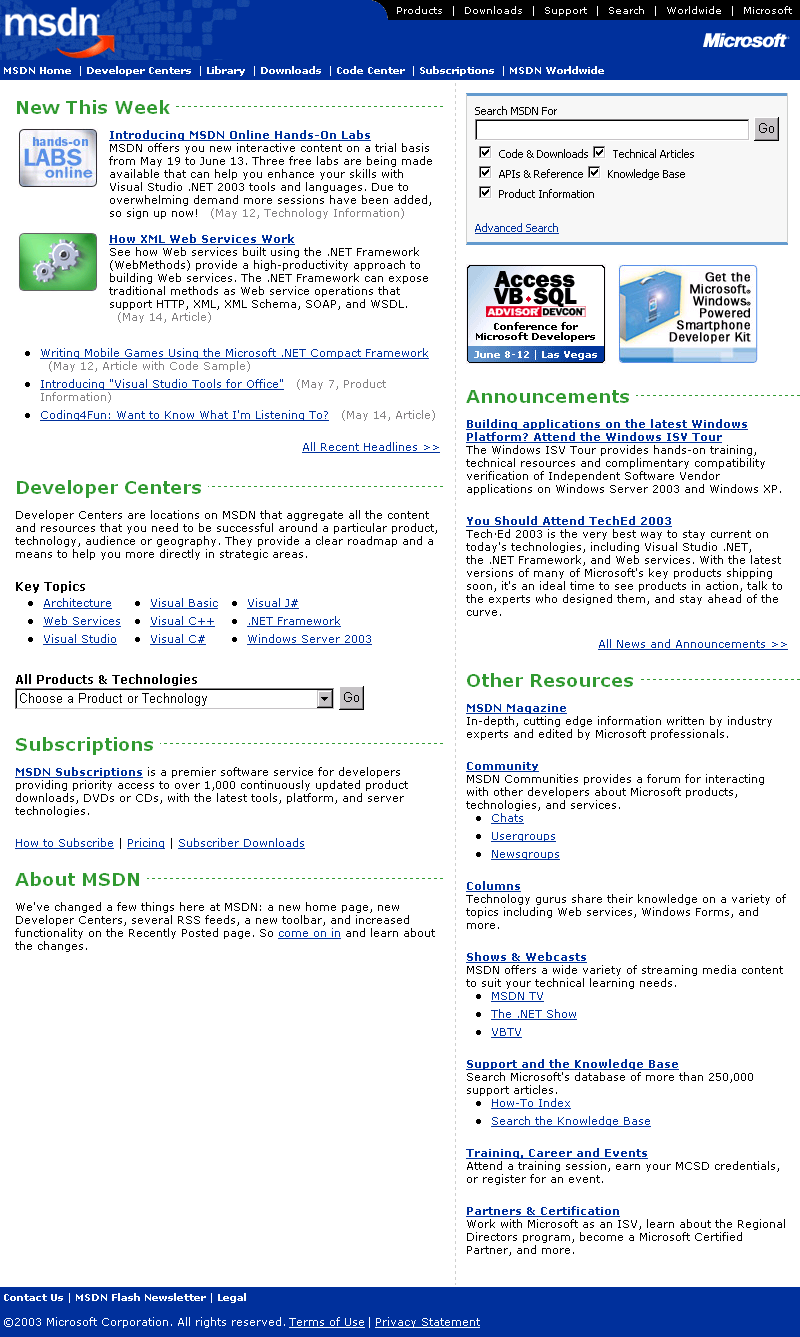 Products | Downloads | Support | Search | Worldwide | Microsoft
msdn
Microsoft
MSDN Home | Developer Centers | Library | Downloads | Code Center | Subscriptions | MSDN Worldwide
New This Week
hands-on
LABS
online
Introducing MSDN Online Hands-On Labs
MSDN offers you new interactive content on a trial basis
from May 19 to June 13. Three free labs are being made
available that can help you enhance your skills with
Visual Studio .NET 2003 tools and languages. Due to
overwhelming demand more sessions have been added,
so sign up now! (May 12, Technology Information)
How XML Web Services Work
See how Web services built using the .NET Framework
(WebMethods) provide a high-productivity approach to
building Web services. The .NET Framework can expose
traditional methods as Web service operations that
support HTTP, XML, XML Schema, SOAP, and WSDL.
(May 14, Article)
Writing Mobile Games Using the Microsoft .NET Compact Framework
(May 12, Article with Code Sample)
Introducing "Visual Studio Tools for Office" (May 7, Product
Information)
Coding4Fun: Want to Know What I'm Listening To? (May 14, Article)
All Recent Headlines >>
Developer Centers
Developer Centers are locations on MSDN that aggregate all the content
and resources that you need to be successful around a particular product,
technology, audience or geography. They provide a clear roadmap and a
means to help you more directly in strategic areas.
Key Topics
Architecture Visual Basic Visual J#
Web Services Visual C++ .NET Framework
Visual Studio Visual C# Windows Server 2003
All Products & Technologies
Choose a Product or Technology Go
Subscriptions
MSDN Subscriptions is a premier software service for developers
providing priority access to over 1,000 continuously updated product
downloads, DVDs or CDs, with the latest tools, platform, and server
technologies.
How to Subscribe | Pricing | Subscriber Downloads
About MSDN
We've changed a few things here at MSDN: a new home page, new
Developer Centers, several RSS feeds, a new toolbar, and increased
functionality on the Recently Posted page. So come on in and learn about
the changes.
Search MSDN For
Go
Code & Downloads Technical Articles
APIs & Reference Knowledge Base
Product Information
Advanced Search
Access
VB SQL
ADVISOR DEVCON
Conference for
Microsoft Developers
June 8-12 | Las Vegas
Get the
Microsoft®
Windows®
Powered
Smartphone
Developer Kit
Announcements
Building applications on the latest Windows
Platform? Attend the Windows ISV Tour
The Windows ISV Tour provides hands-on training,
technical resources and complimentary compatibility
verification of Independent Software Vendor
applications on Windows Server 2003 and Windows XP.
You Should Attend TechEd 2003
Tech·Ed 2003 is the very best way to stay current on
today's technologies, including Visual Studio .NET,
the .NET Framework, and Web services. With the latest
versions of many of Microsoft's key products shipping
soon, it's an ideal time to see products in action, talk to
the experts who designed them, and stay ahead of the
curve.
All News and Announcements >>
Other Resources
MSDN Magazine
In-depth, cutting edge information written by industry
experts and edited by Microsoft professionals.
Community
MSDN Communities provides a forum for interacting
with other developers about Microsoft products,
technologies, and services.
Chats
Usergroups
Newsgroups
Columns
Technology gurus share their knowledge on a variety of
topics including Web services, Windows Forms, and
more.
Shows & Webcasts
MSDN offers a wide variety of streaming media content
to suit your technical learning needs.
MSDN TV
The .NET Show
VBTV
Support and the Knowledge Base
Search Microsoft's database of more than 250,000
support articles.
How-To Index
Search the Knowledge Base
Training, Career and Events
Attend a training session, earn your MCSD credentials,
or register for an event.
Partners & Certification
Work with Microsoft as an ISV, learn about the Regional
Directors program, become a Microsoft Certified
Partner, and more.
Contact Us | MSDN Flash Newsletter | Legal
©2003 Microsoft Corporation. All rights reserved. Terms of Use | Privacy Statement